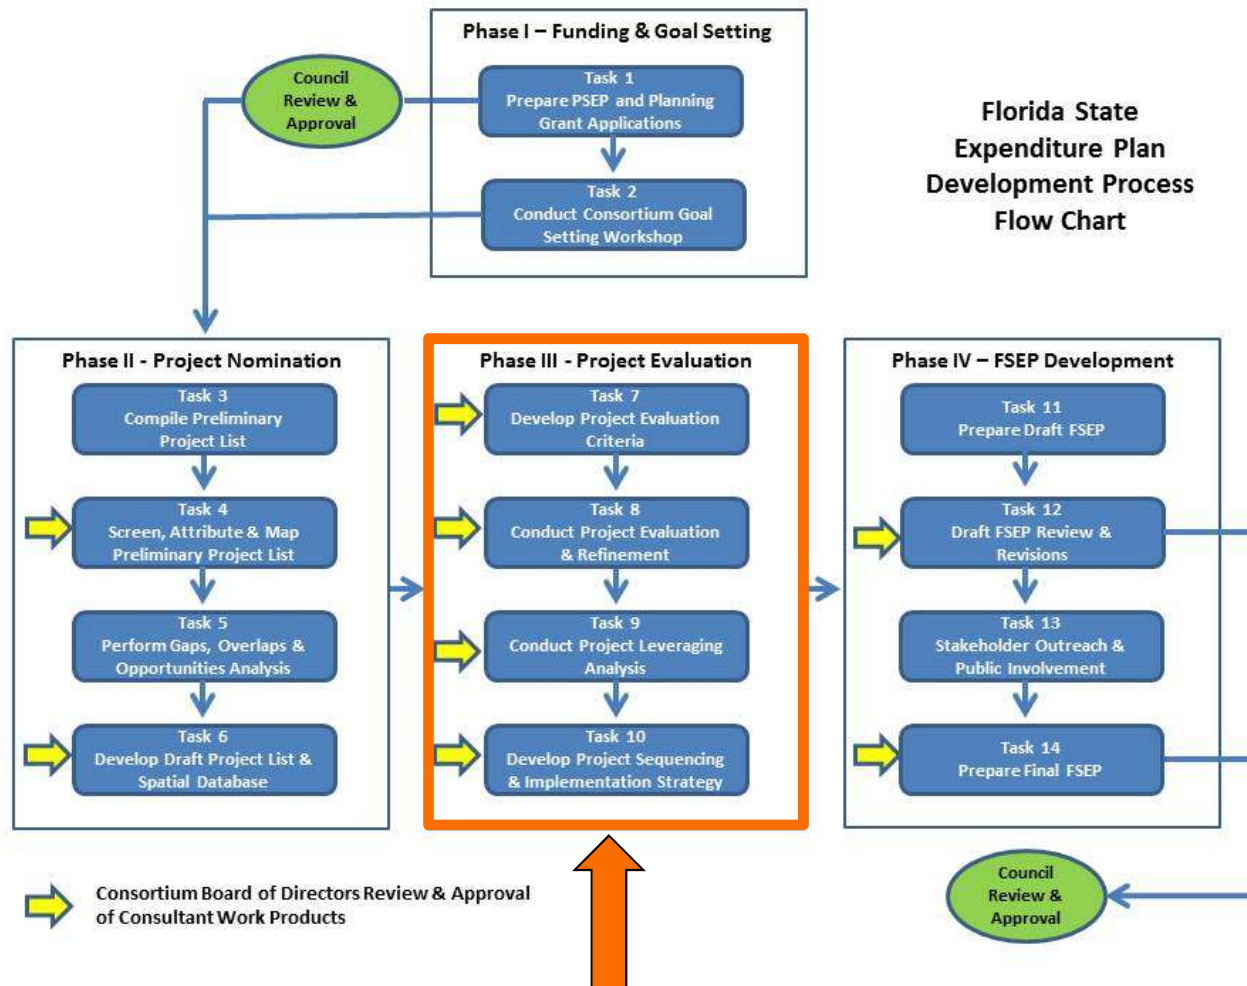 Phase I – Funding & Goal Setting
Council
Review &
Approval
Task 1
Prepare PSEP and Planning
Grant Applications
Task 2
Conduct Consortium Goal
Setting Workshop
Florida State
Expenditure Plan
Development Process
Flow Chart
Phase II - Project Nomination
Task 3
Compile Preliminary
Project List
Task 4
Screen, Attribute & Map
Preliminary Project List
Task 5
Perform Gaps, Overlaps &
Opportunities Analysis
Task 6
Develop Draft Project List &
Spatial Database
Phase III - Project Evaluation
Task 7
Develop Project Evaluation
Criteria
Task 8
Conduct Project Evaluation
& Refinement
Task 9
Conduct Project Leveraging
Analysis
Task 10
Develop Project Sequencing
& Implementation Strategy
Phase IV – FSEP Development
Task 11
Prepare Draft FSEP
Task 12
Draft FSEP Review &
Revisions
Task 13
Stakeholder Outreach &
Public Involvement
Task 14
Prepare Final FSEP
Consortium Board of Directors Review & Approval
of Consultant Work Products
Council
Review &
Approval